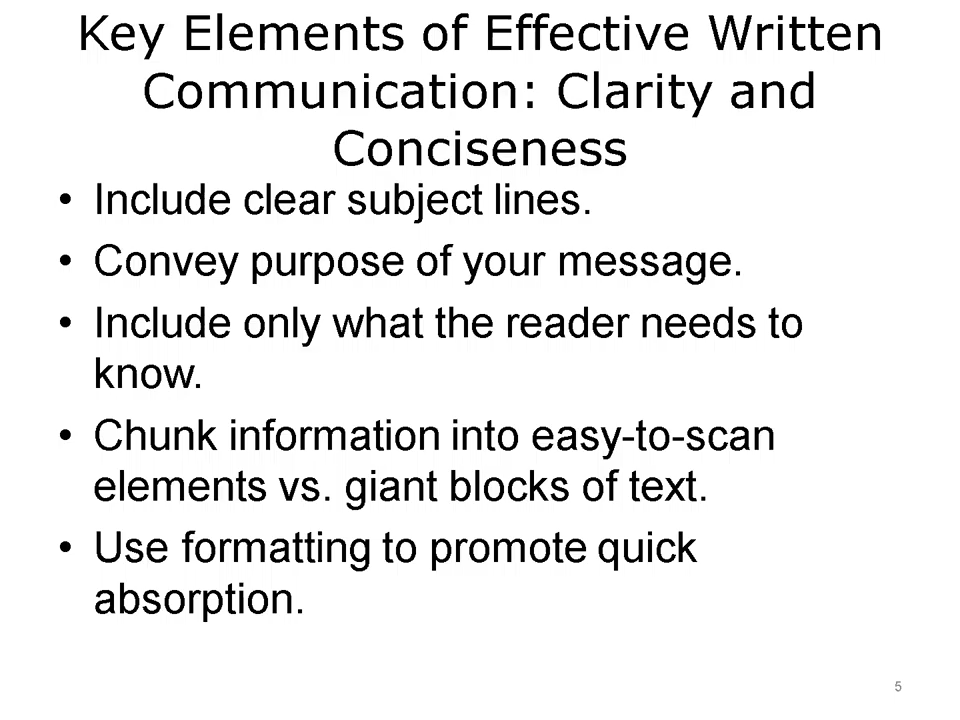 Key Elements of Effective Written
Communication: Clarity and
Conciseness
• Include clear subject lines.
• Convey purpose of your message.
• Include only what the reader needs to
know.
• Chunk information into easy-to-scan
elements vs. giant blocks of text.
• Use formatting to promote quick
absorption.
5